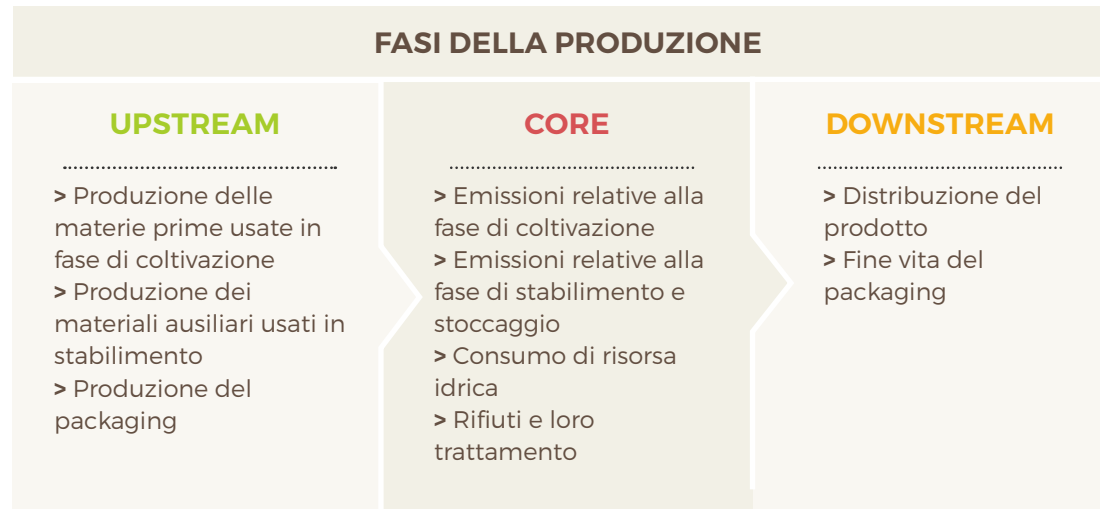 FASI DELLA PRODUZIONE
UPSTREAM
> Produzione delle
materie prime usate in
fase di coltivazione
> Produzione dei
materiali ausiliari usati in
stabilimento
> Produzione del
packaging
CORE
> Emissioni relative alla
fase di coltivazione
> Emissioni relative alla
fase di stabilimento e
stoccaggio
> Consumo di risorsa
idrica
> Rifiuti e loro
trattamento
DOWNSTREAM
> Distribuzione del
prodotto
> Fine vita del
packaging